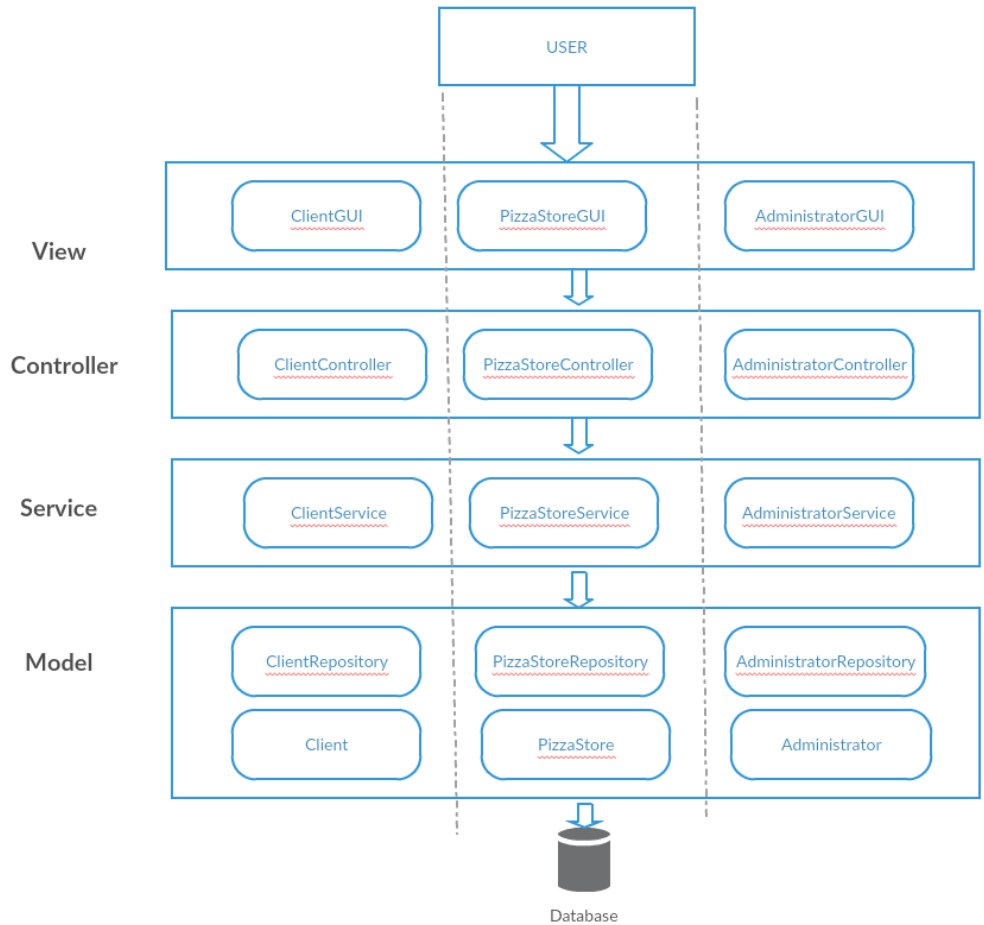 USER
View
ClientGUI
PizzaStoreGUI
AdministratorGUI
Controller
ClientController
PizzaStoreController
AdministratorController
Service
ClientService
PizzaStoreService
AdministratorService
Model
ClientRepository
PizzaStoreRepository
AdministratorRepository
Client
PizzaStore
Administrator
Database